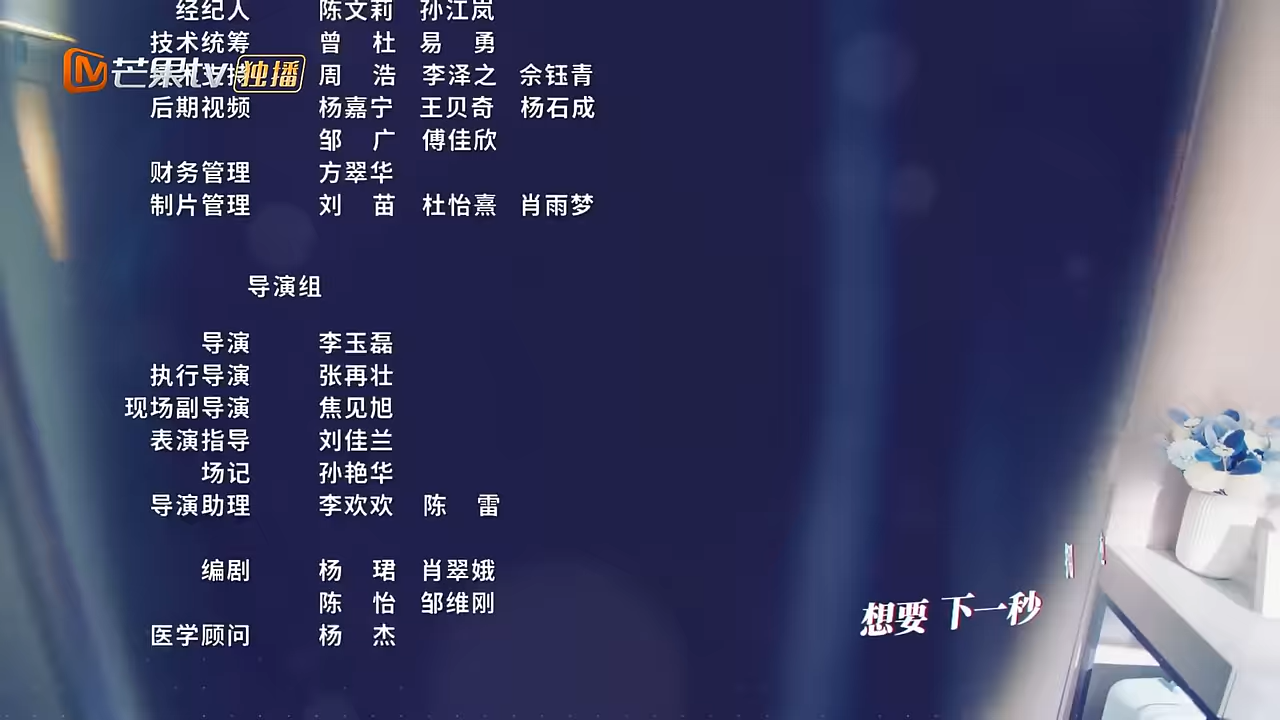 经纪人 陈文莉 孙江岚
技术统筹 曾 杜 易 勇
芒果tv 独播
周 浩 李泽之 佘钰青
后期视频 杨嘉宁 王贝奇 杨石成
邹 广 傅佳欣
财务管理 方翠华
制片管理 刘 苗 杜怡熹 肖雨梦
导演组
导演 李玉磊
执行导演 张再壮
现场副导演 焦见旭
表演指导 刘佳兰
场记 孙艳华
导演助理 李欢欢 陈 雷
编剧 杨 珺 肖翠娥
陈 怡 邹维刚
医学顾问 杨 杰
想要 下一秒